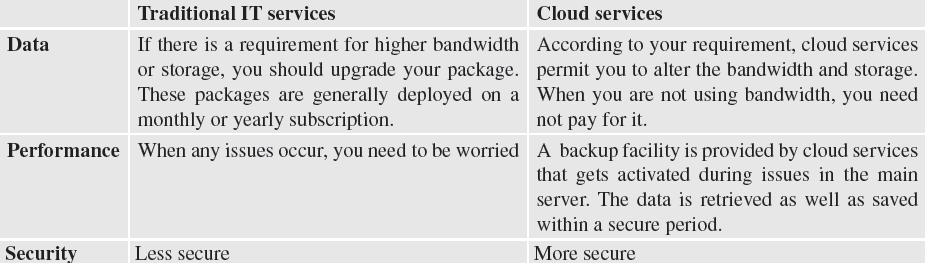 Traditional IT services
Cloud services
Data
If there is a requirement for higher bandwidth
or storage, you should upgrade your package.
These packages are generally deployed on a
monthly or yearly subscription.
According to your requirement, cloud services
permit you to alter the bandwidth and storage.
When you are not using bandwidth, you need
not pay for it.
Performance
When any issues occur, you need to be worried
A backup facility is provided by cloud services
that gets activated during issues in the main
server. The data is retrieved as well as saved
within a secure period.
Security
Less secure
More secure